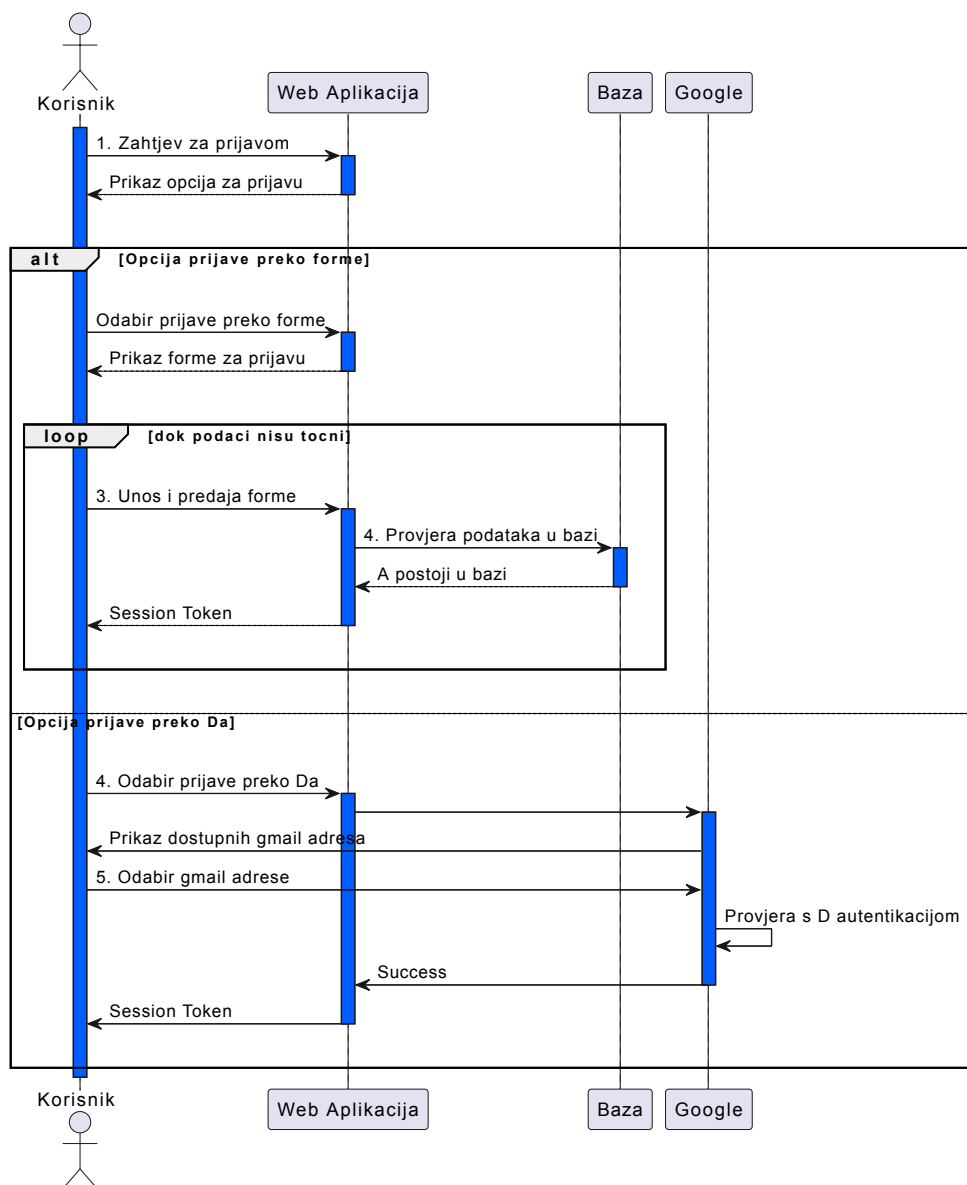 Korisnik
Web Aplikacija
Baza
Google
1. Zahtjev za prijavom
Prikaz opcija za prijavu
alt
[Opcija prijave preko forme]
Odabir prijave preko forme
Prikaz forme za prijavu
loop
[dok podaci nisu tocni]
3. Unos i predaja forme
4. Provjera podataka u bazi
A postoji u bazi
Session Token
[Opcija prijave preko Da]
4. Odabir prijave preko Da
Prikaz dostupnih gmail adresa
5. Odabir gmail adrese
Provjera s D autentikacijom
Success
Session Token
Korisnik
Web Aplikacija
Baza
Google